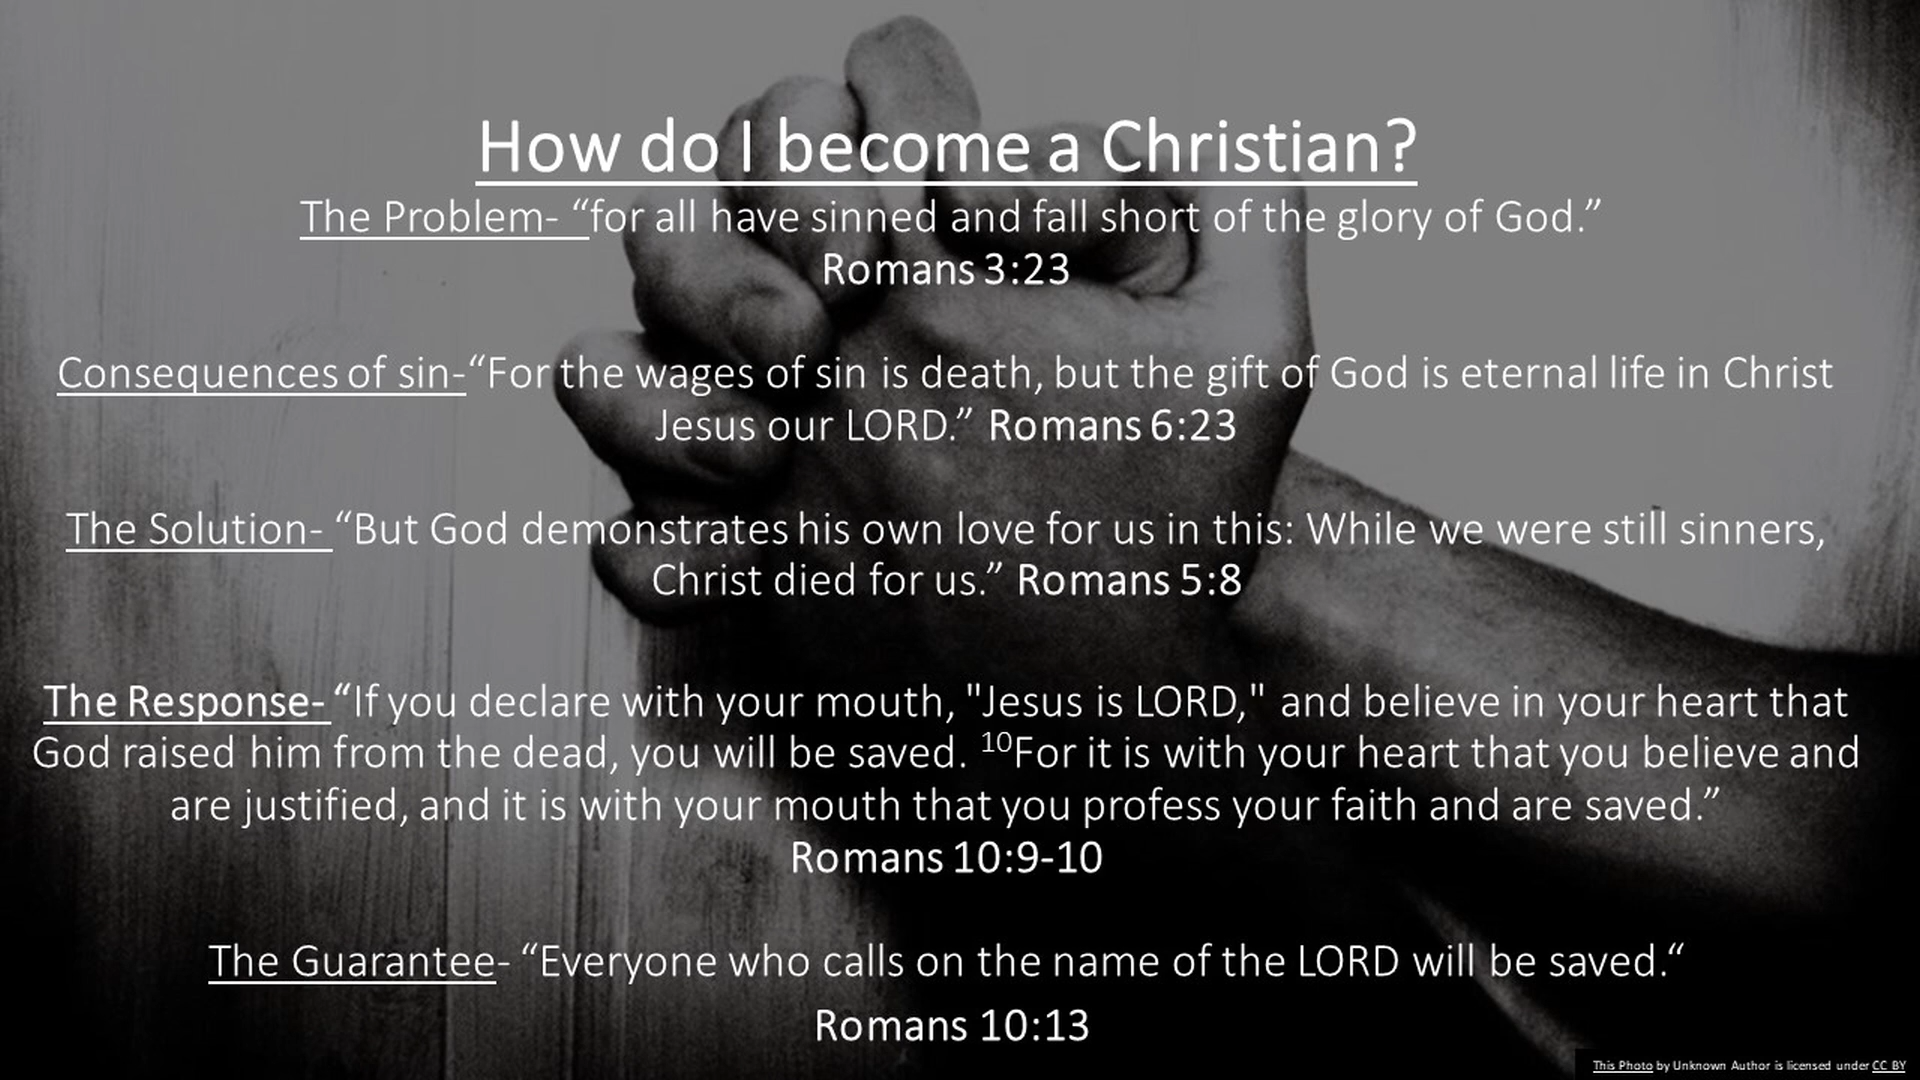 How do I become a Christian?
The Problem- “for all have sinned and fall short of the glory of God.”
Romans 3:23
Consequences of sin-“For the wages of sin is death, but the gift of God is eternal life in Christ
Jesus our LORD.” Romans 6:23
The Solution- “But God demonstrates his own love for us in this: While we were still sinners,
Christ died for us.” Romans 5:8
The Response- “If you declare with your mouth, "Jesus is LORD," and believe in your heart that
God raised him from the dead, you will be saved. ¹⁰For it is with your heart that you believe and
are justified, and it is with your mouth that you profess your faith and are saved.”
Romans 10:9-10
The Guarantee- “Everyone who calls on the name of the LORD will be saved.“
Romans 10:13
This Photo by Unknown Author is licensed under CC BY